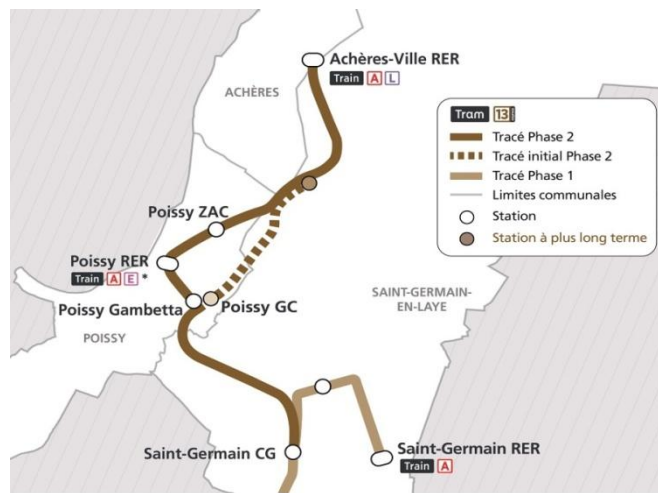 Achères-Ville RER
Train A L
ACHÈRES
Tram 13
Tracé Phase 2
Tracé initial Phase 2
Tracé Phase 1
Limites communales
Station
Station à plus long terme
Poissy ZAC
Poissy RER
Train A E *
Poissy Gambetta
Poissy GC
POISSY
SAINT-GERMAIN-
EN-LAYE
Saint-Germain CG
Saint-Germain RER
Train A